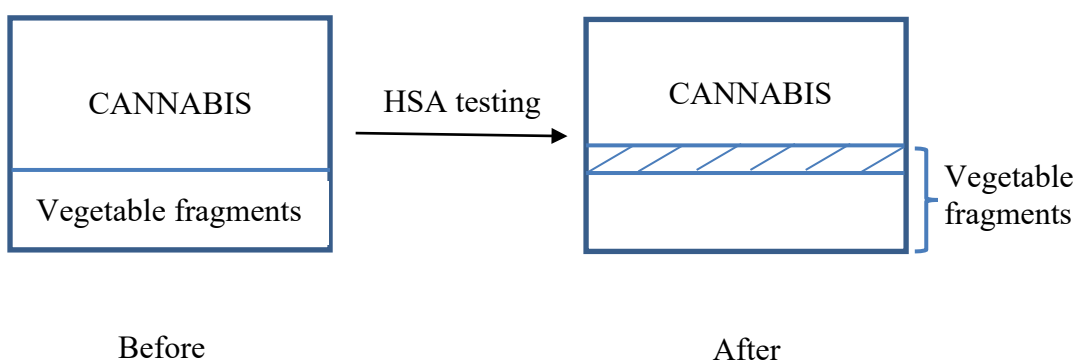 CANNABIS
Vegetable fragments
HSA testing
CANNABIS
Vegetable
fragments
Before
After